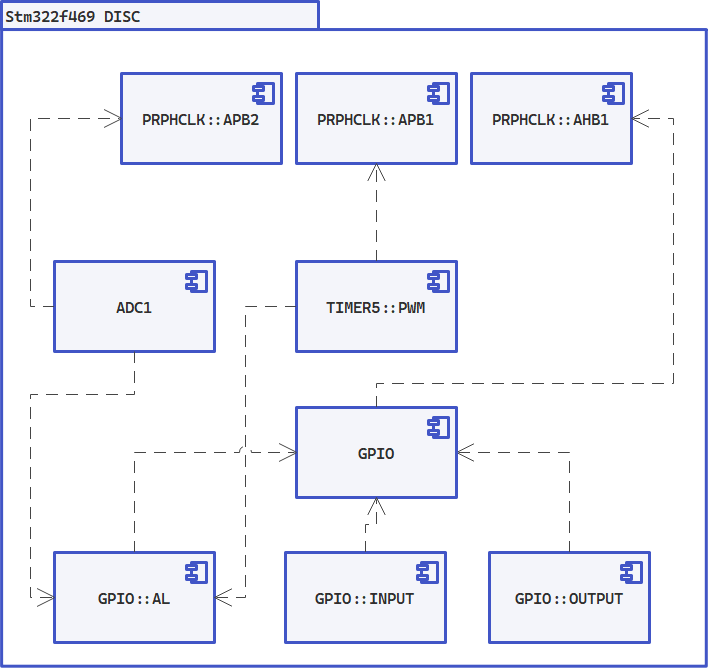 Stm322f469 DISC
PRPHCLK::APB2
PRPHCLK::APB1
PRPHCLK::AHB1
ADC1
TIMER5::PWM
GPIO
GPIO::AL
GPIO::INPUT
GPIO::OUTPUT